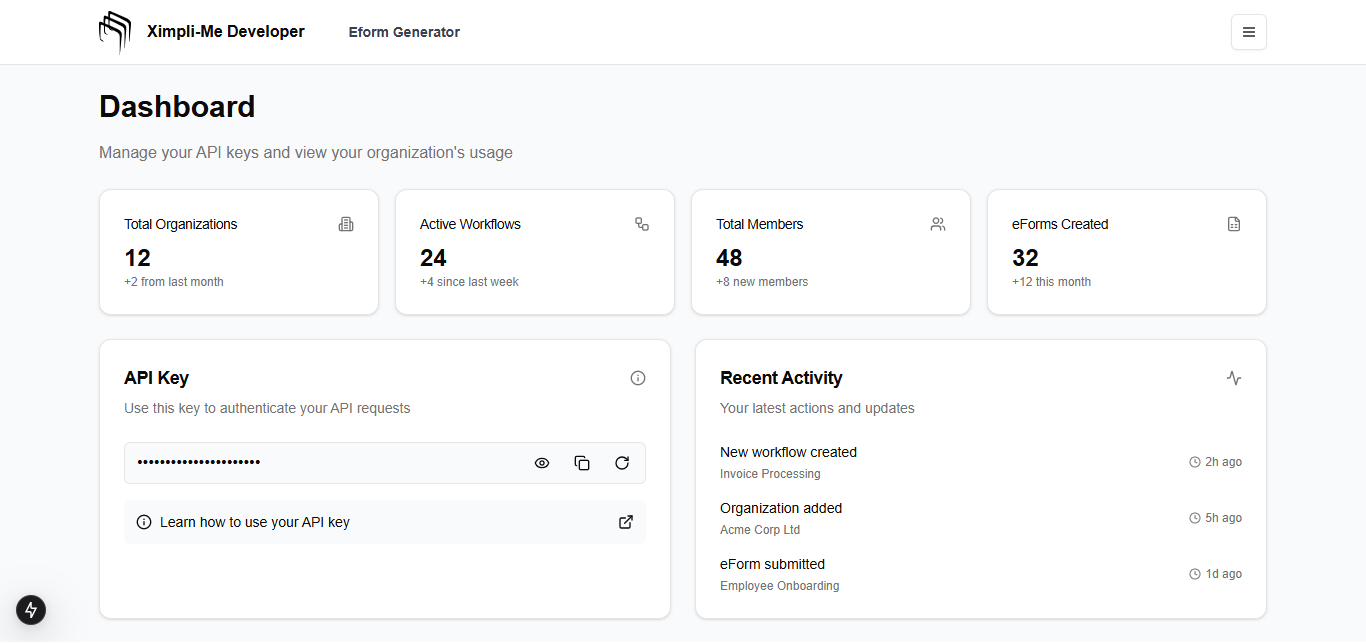 Ximpli-Me Developer
Eform Generator
Dashboard
Manage your API keys and view your organization's usage
Total Organizations
12
+2 from last month
Active Workflows
24
+4 since last week
Total Members
48
+8 new members
eForms Created
32
+12 this month
API Key
Use this key to authenticate your API requests
••••••••••••••••••••••
Learn how to use your API key
Recent Activity
Your latest actions and updates
New workflow created
Invoice Processing
2h ago
Organization added
Acme Corp Ltd
5h ago
eForm submitted
Employee Onboarding
1d ago